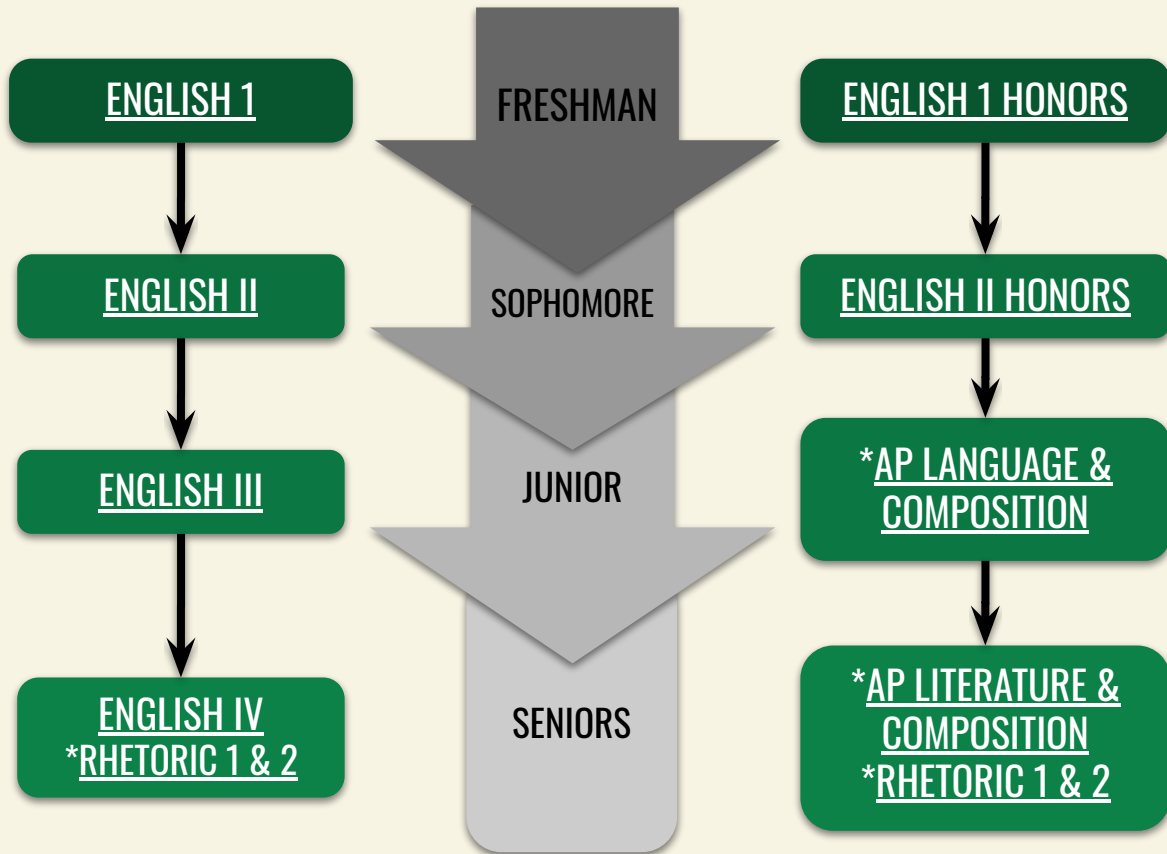 ENGLISH 1
FRESHMAN
ENGLISH 1 HONORS
ENGLISH II
SOPHOMORE
ENGLISH II HONORS
ENGLISH III
JUNIOR
*AP LANGUAGE &
COMPOSITION
ENGLISH IV
*RHETORIC 1 & 2
SENIORS
*AP LITERATURE &
COMPOSITION
*RHETORIC 1 & 2